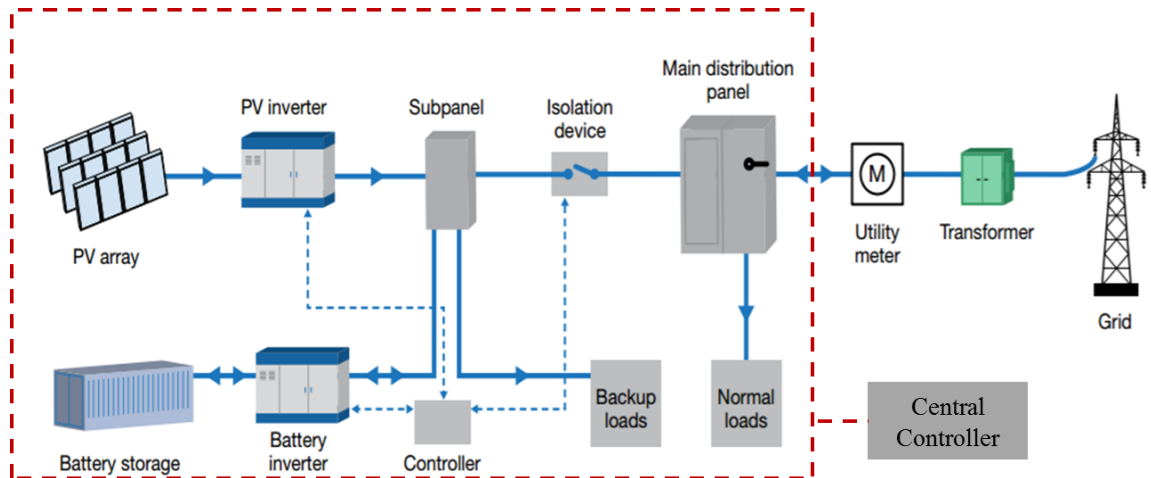 Main distribution
panel
PV inverter
Subpanel
Isolation
device
M
PV array
Utility
meter
Transformer
Grid
Backup
loads
Normal
loads
Central
Controller
Battery storage
Battery
inverter
Controller